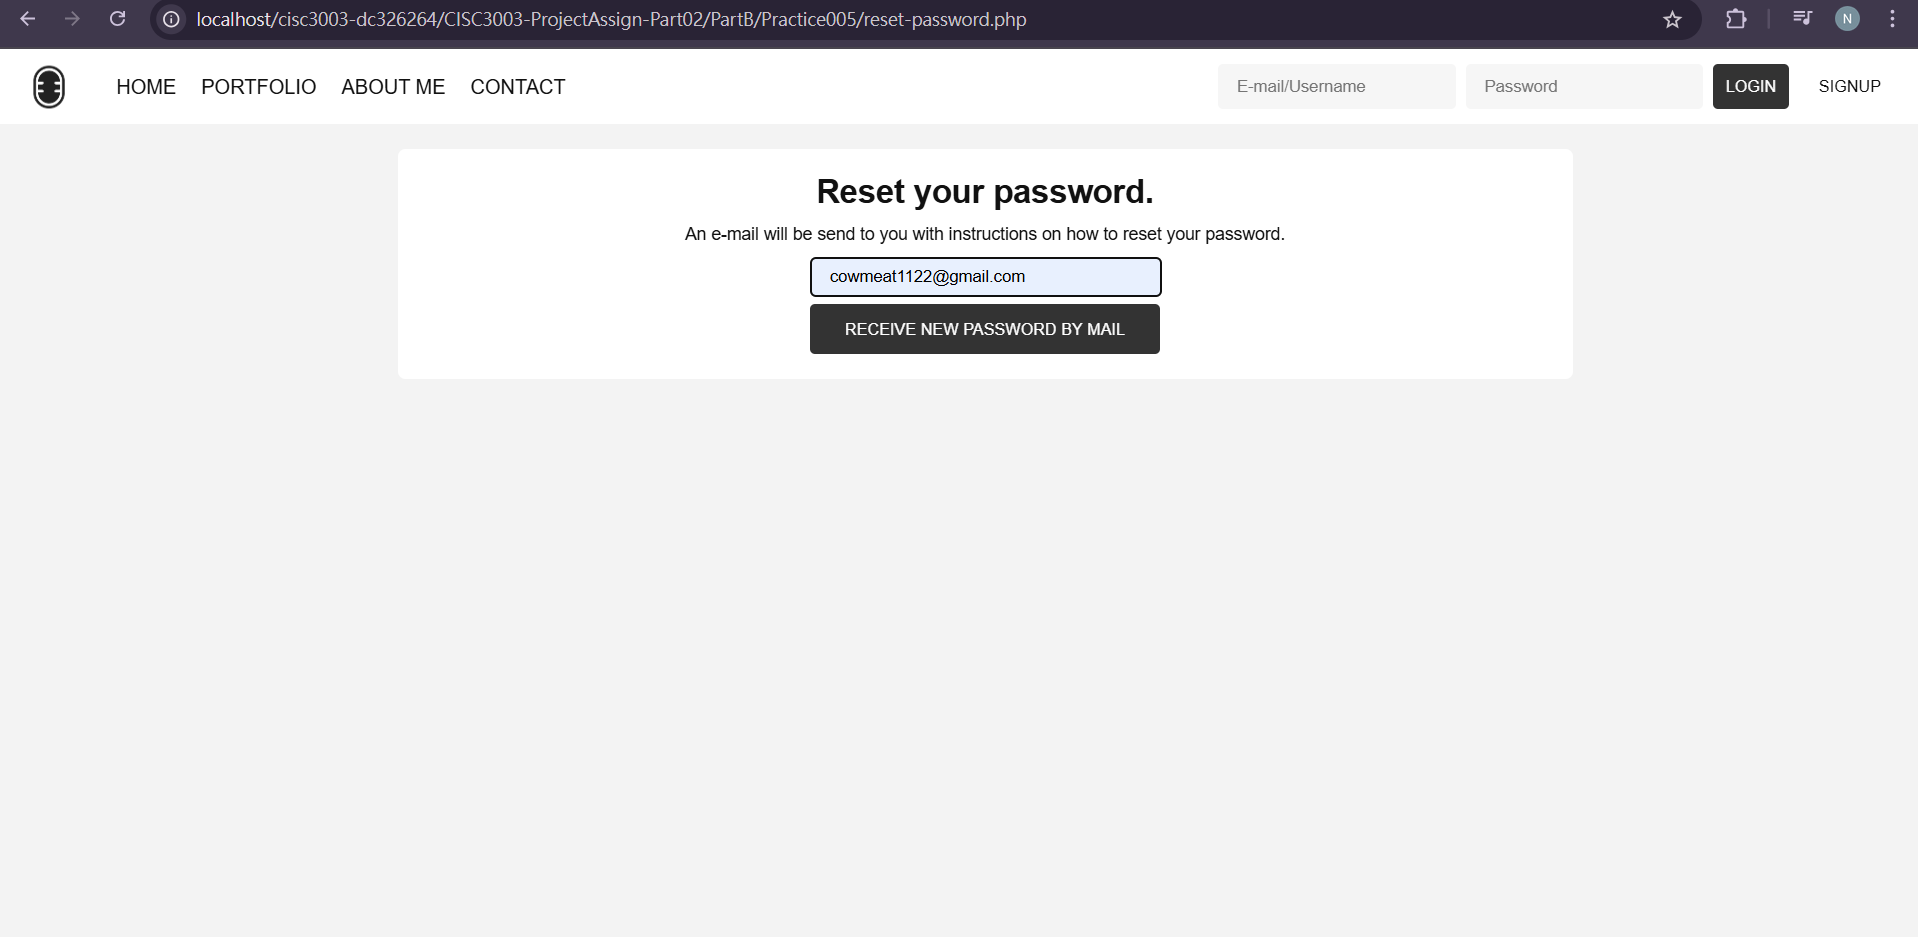 localhost/cisc3003-dc326264/CISC3003-ProjectAssign-Part02/PartB/Practice005/reset-password.php
N
HOME PORTFOLIO ABOUT ME CONTACT E-mail/Username Password LOGIN SIGNUP
Reset your password.
An e-mail will be send to you with instructions on how to reset your password.
cowmeat1122@gmail.com
RECEIVE NEW PASSWORD BY MAIL